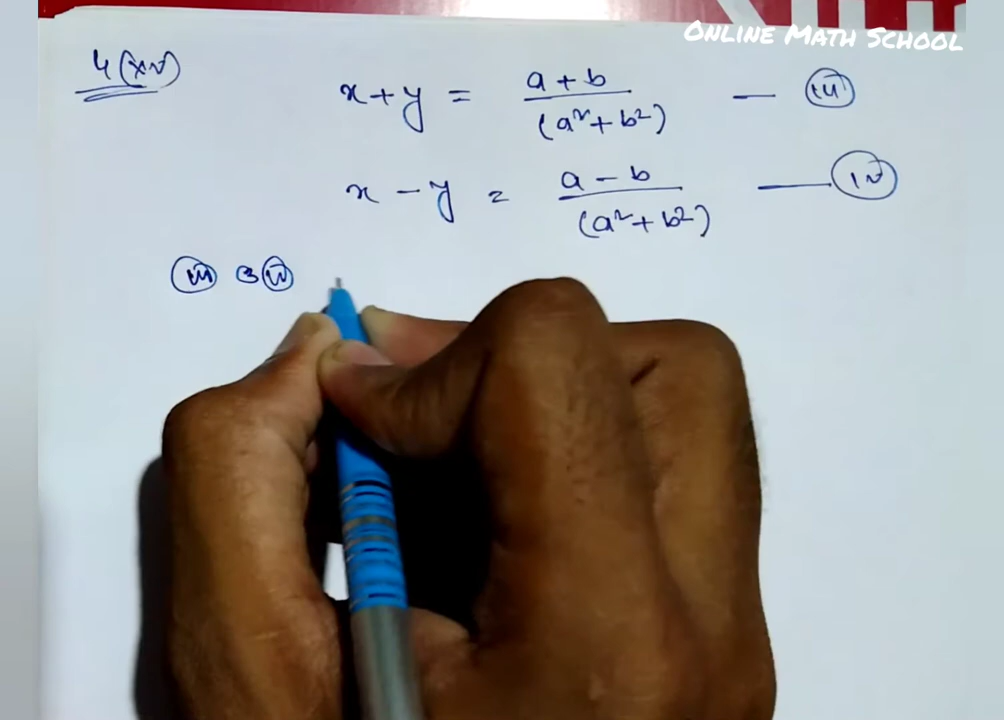 ONLINE MATH SCHOOL
4(xv)
x + y = (a + b)/(a² + b²) — (iii)
x - y = (a - b)/(a² + b²) — (iv)
(iii) ও (iv)